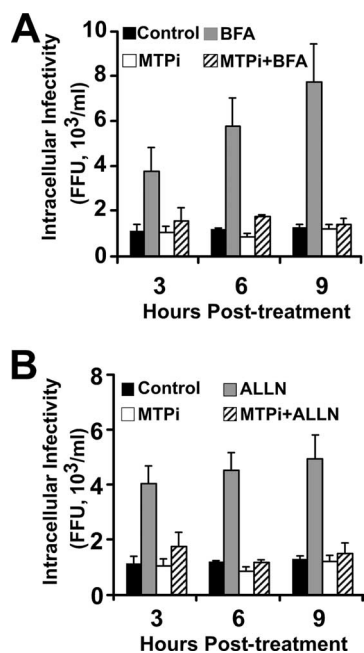 A
Control BFA
MTPi MTPi+BFA
Intracellular Infectivity
(FFU, 10³/ml)
10
8
6
4
2
0
3 6 9
Hours Post-treatment
B
Control ALLN
MTPi MTPi+ALLN
Intracellular Infectivity
(FFU, 10³/ml)
8
6
4
2
0
3 6 9
Hours Post-treatment